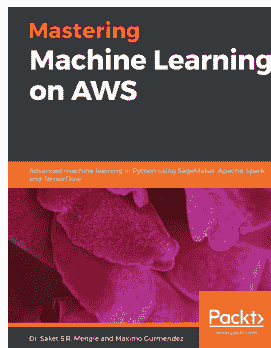 Mastering
Machine Learning
on AWS
Advanced machine learning in Python using SageMaker, Apache Spark,
and TensorFlow
Packt>
Dr. Saket S.R. Mengle and Maximo Gurmendez